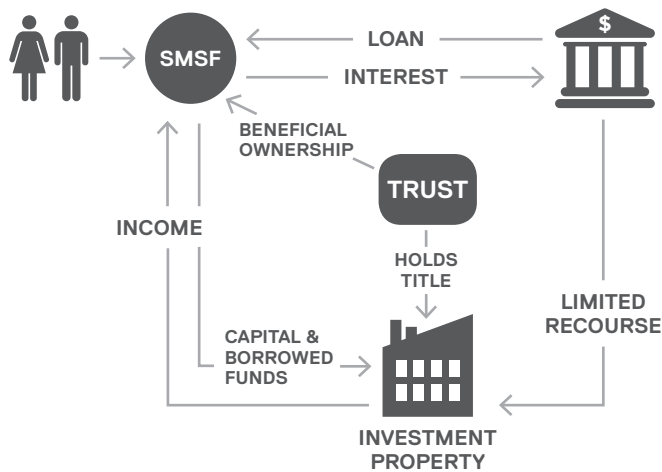 $
LOAN
SMSF
INTEREST
BENEFICIAL
OWNERSHIP
TRUST
INCOME
HOLDS
TITLE
LIMITED
RECOURSE
CAPITAL &
BORROWED
FUNDS
INVESTMENT
PROPERTY